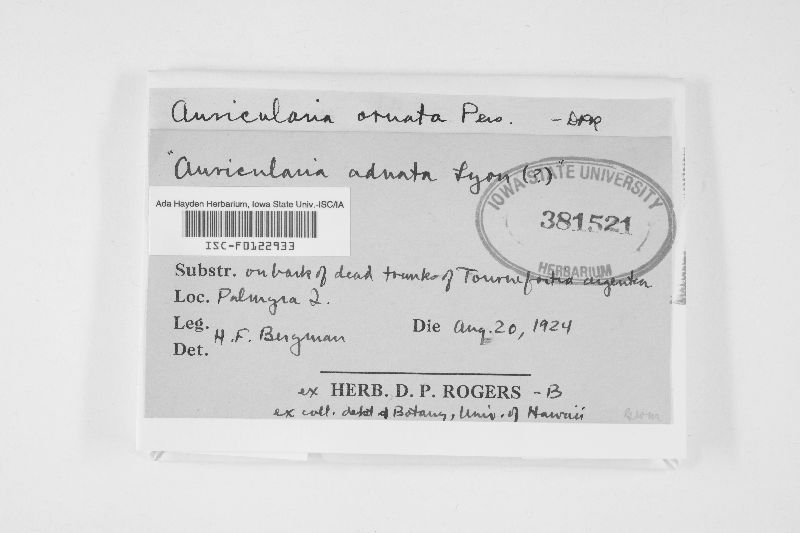 Auricularia ornata Pers. - DPR
"Auricularia adnata Lyon (?)"
IOWA STATE UNIVERSITY
381521
HERBARIUM
Ada Hayden Herbarium, Iowa State Univ.-ISC/IA
ISC-F0122933
Substr. on bark of dead trunks of Tournefortia argentea
Loc. Palmyra I.
Leg. H. F. Bergman
Die Aug. 20, 1924
Det.
ex HERB. D. P. ROGERS - B
ex coll. dept of Botany, Univ. of Hawaii